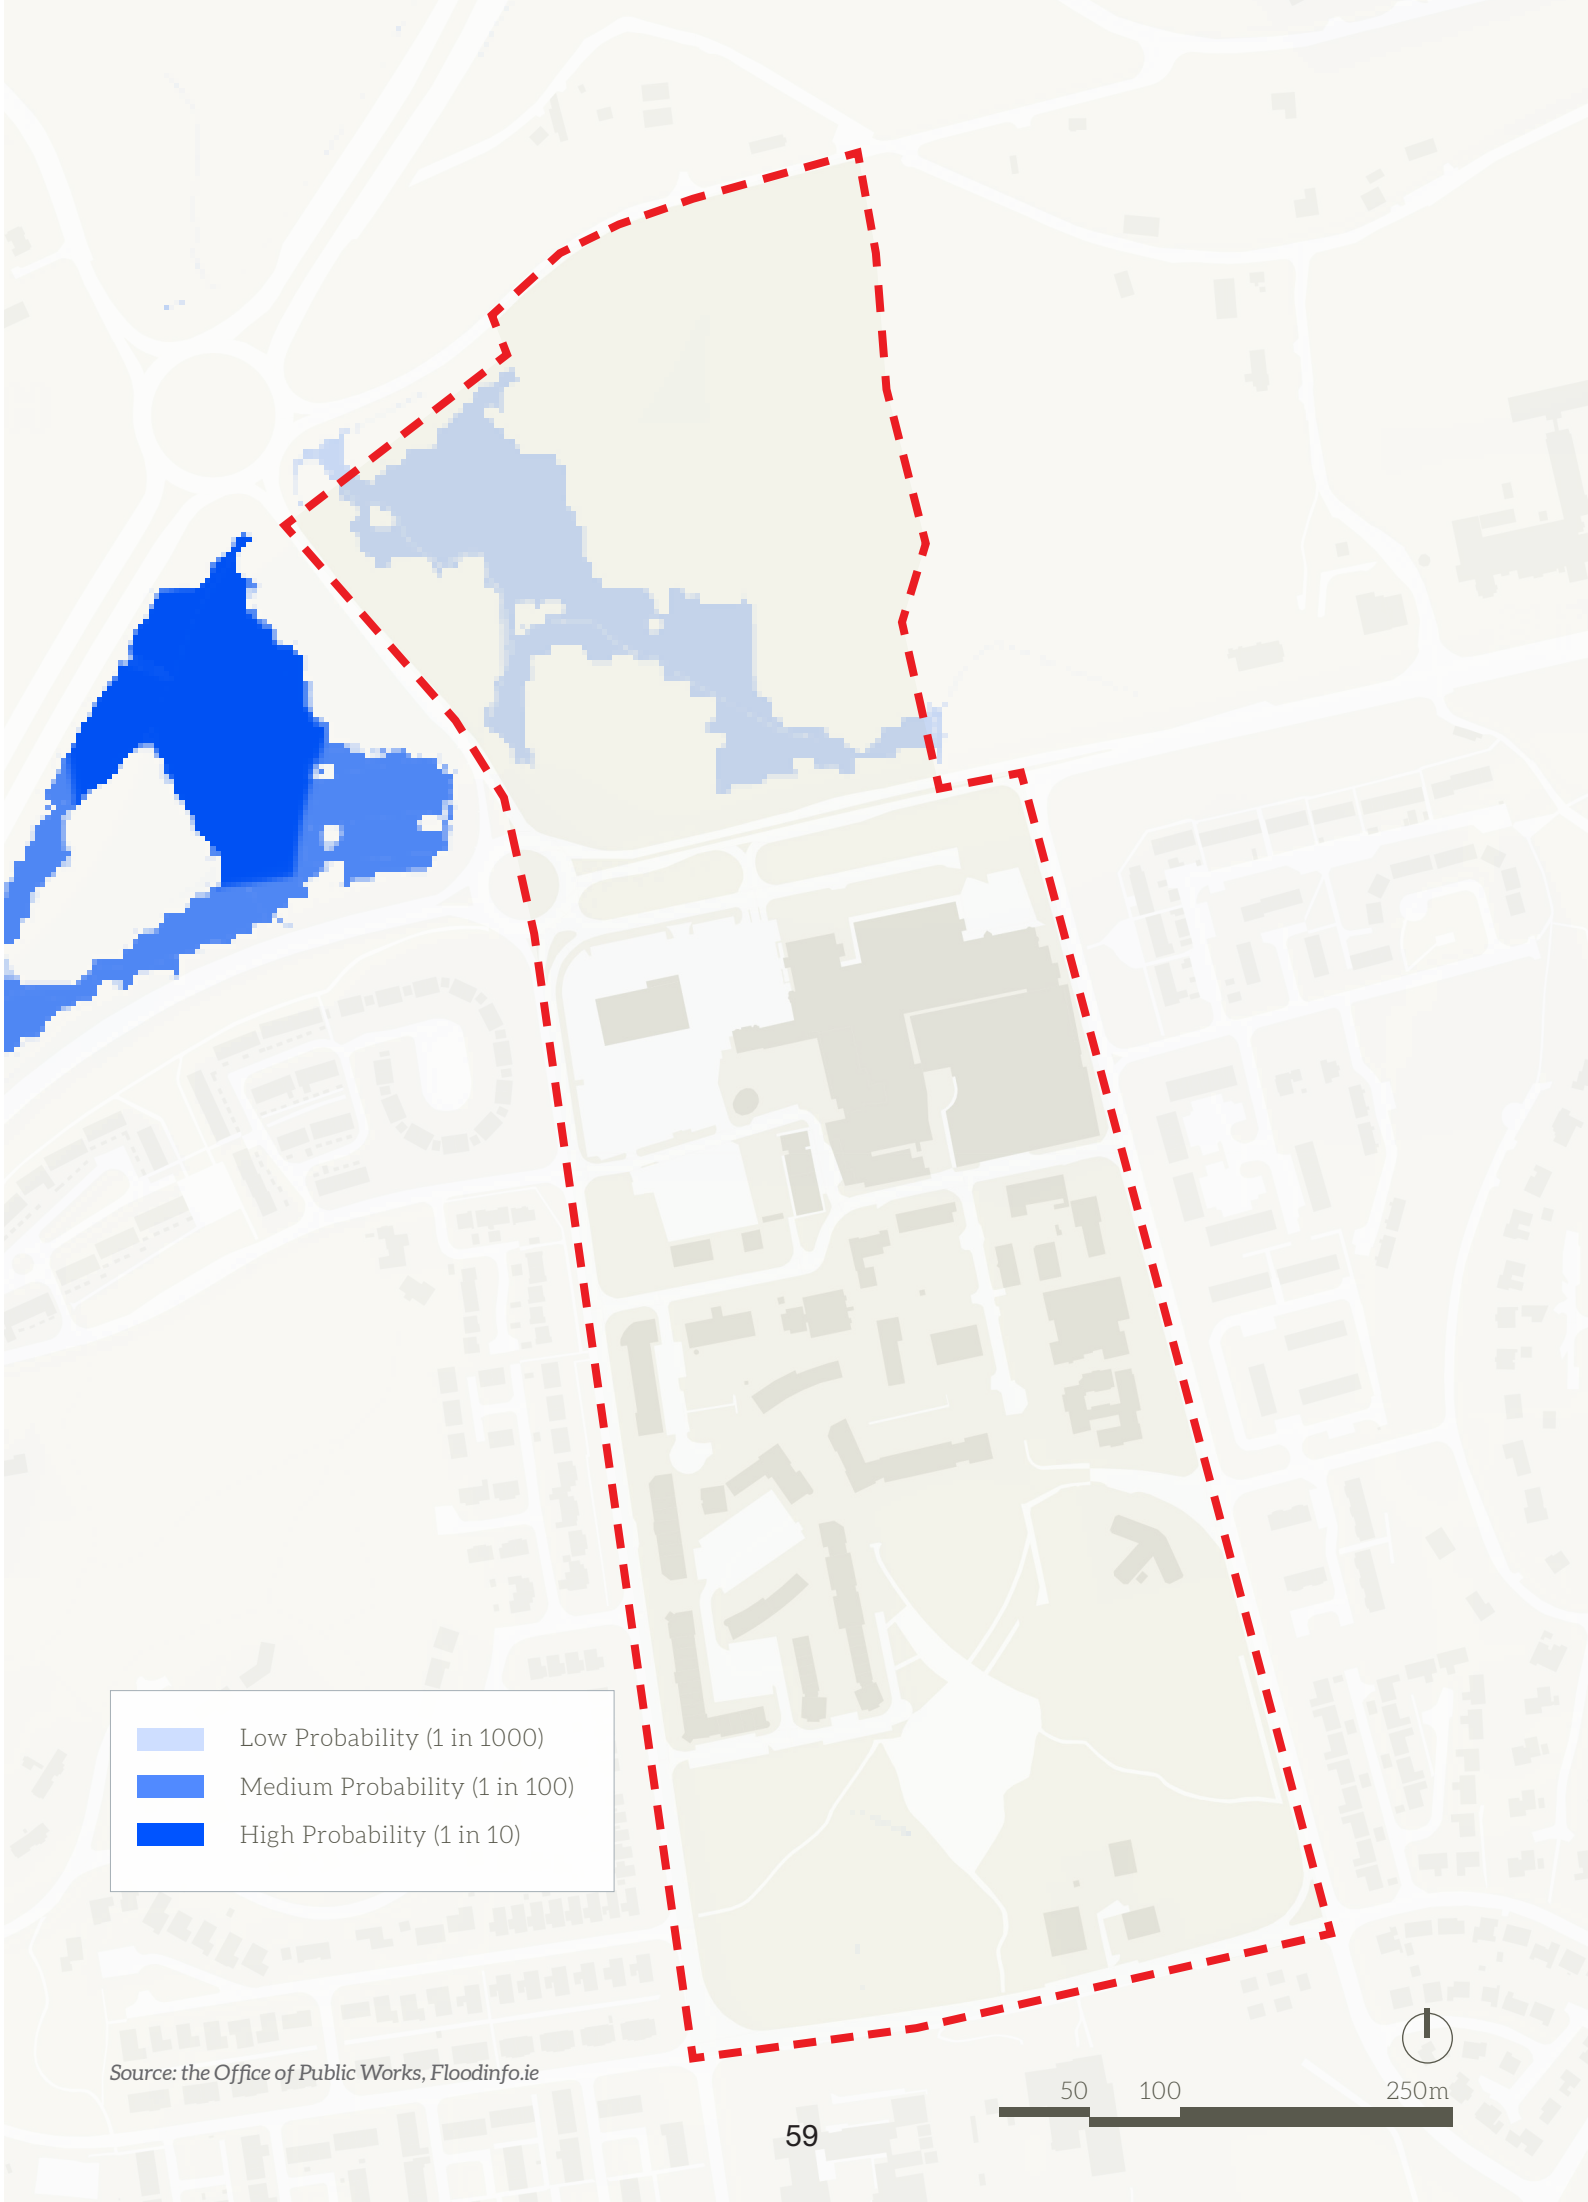 Low Probability (1 in 1000)
Medium Probability (1 in 100)
High Probability (1 in 10)
Source: the Office of Public Works, Floodinfo.ie
50 100 250m
59